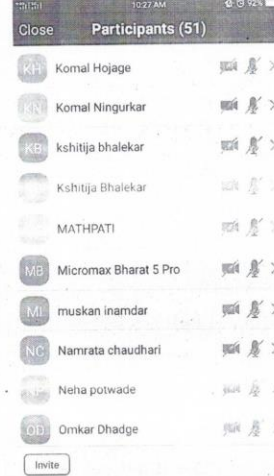 10:27 AM
92%
Close Participants (51)
KH Komal Hojage
KN Komal Ningurkar
KB kshitija bhalekar
Kshitija Bhalekar
MATHPATI
MB Micromax Bharat 5 Pro
MI muskan inamdar
NC Namrata chaudhari
Neha potwade
OD Omkar Dhadge
Invite